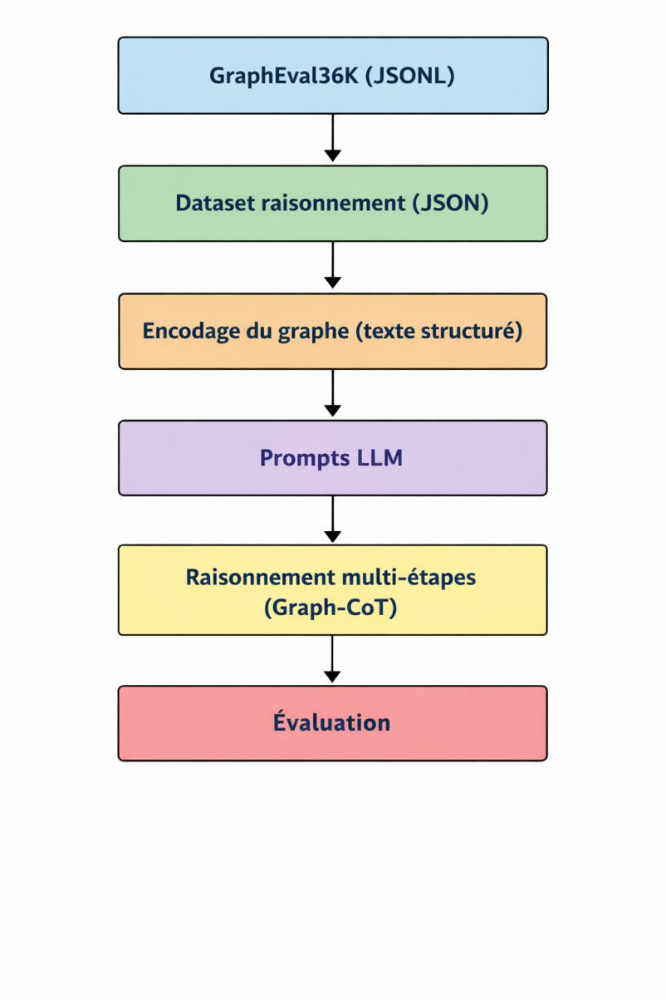 GraphEval36K (JSONL)
Dataset raisonnement (JSON)
Encodage du graphe (texte structuré)
Prompts LLM
Raisonnement multi-étapes
(Graph-CoT)
Évaluation